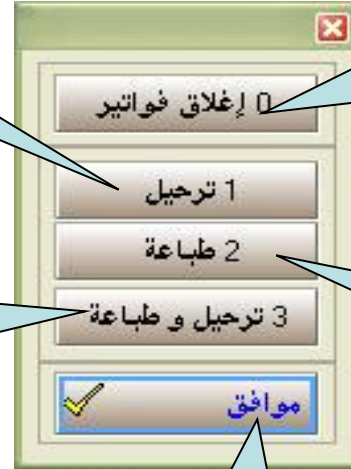 0 إغلاق فواتير
1 ترحيل
2 طباعة
3 ترحيل و طباعة
موافق